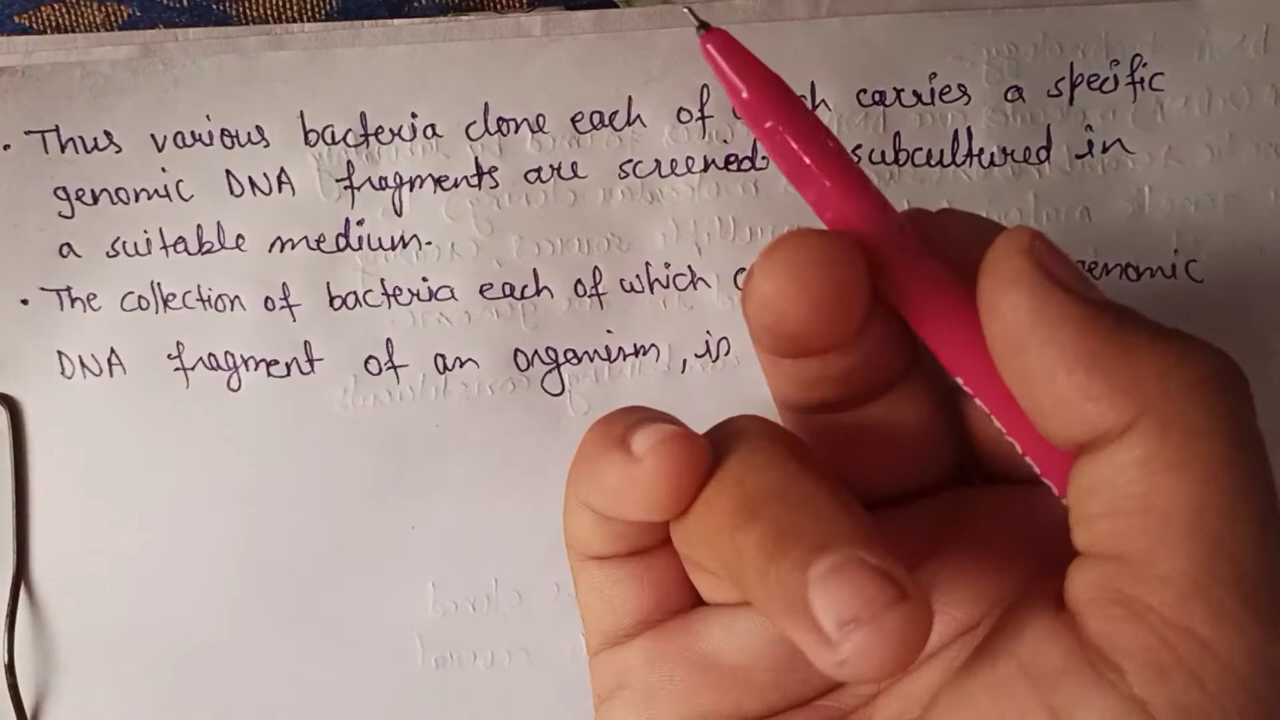 . Thus various bacteria clone each of carries a specific
genomic DNA fragments are screened subcultured in
a suitable medium.
• The collection of bacteria each of which genomic
DNA fragment of an organism, is